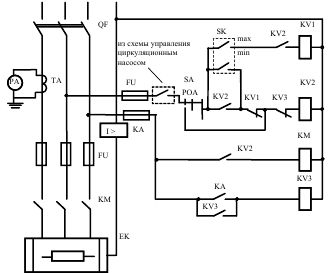 QF
SK
KV1
max
KV2
min
из схемы управления
циркуляционным
насосом
PA
TA
FU
SA
POA
KV2
KV1
KV3
KV2
KA
I >
FU
KV2
KM
KV3
KM
KA
KV3
EK